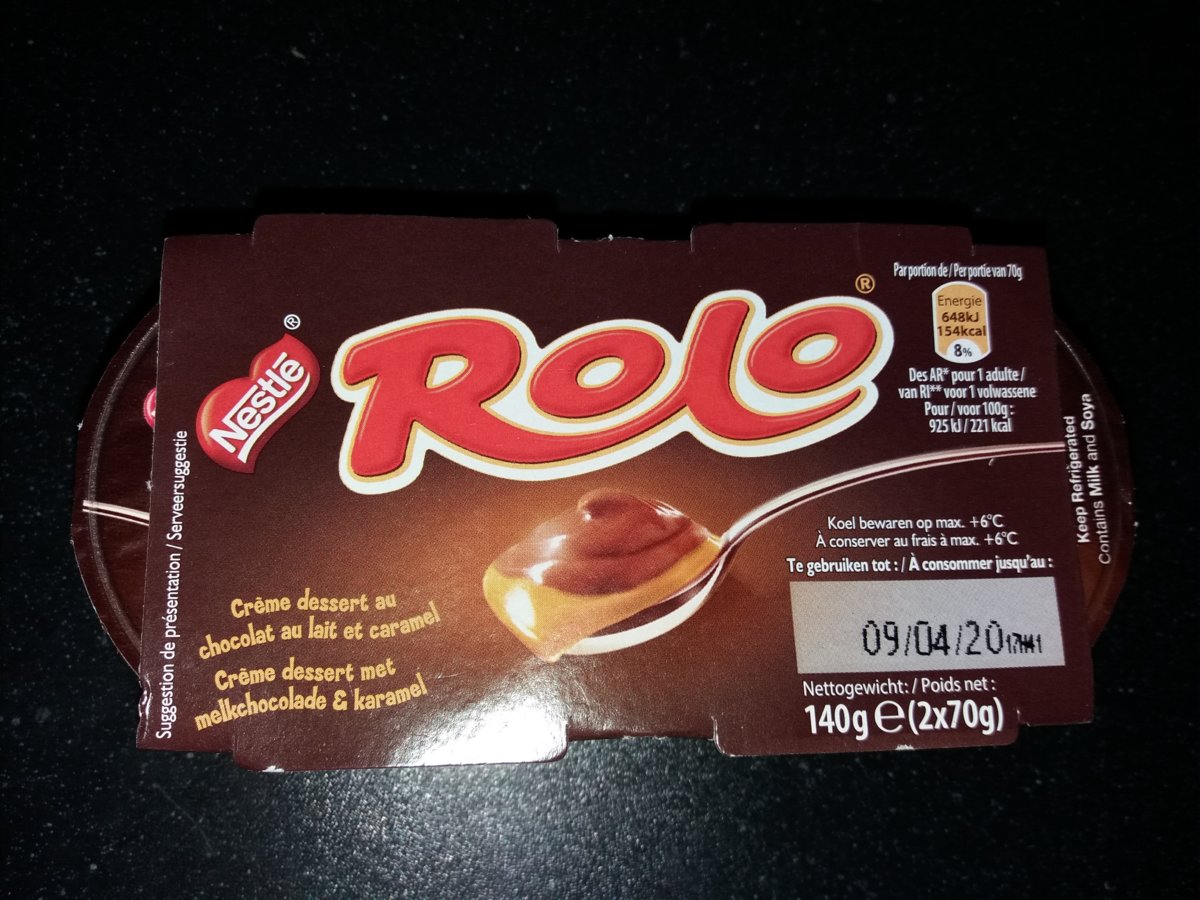 Nestlē ®
Rolo ®
Par portion de / Per portie van 70g
Energie
648kJ
154kcal
8%
Des AR* pour 1 adulte /
van RI** voor 1 volwassene
Pour / voor 100g :
925 kJ / 221 kcal
Suggestion de présentation / Serveersuggestie
Crème dessert au
chocolat au lait et caramel
Crème dessert met
melkchocolade & karamel
Koel bewaren op max. +6°C
À conserver au frais à max. +6°C
Te gebruiken tot : / À consommer jusqu'au :
09/04/20
Nettogewicht: / Poids net :
140g e (2x70g)
Keep Refrigerated
Contains Milk and Soya